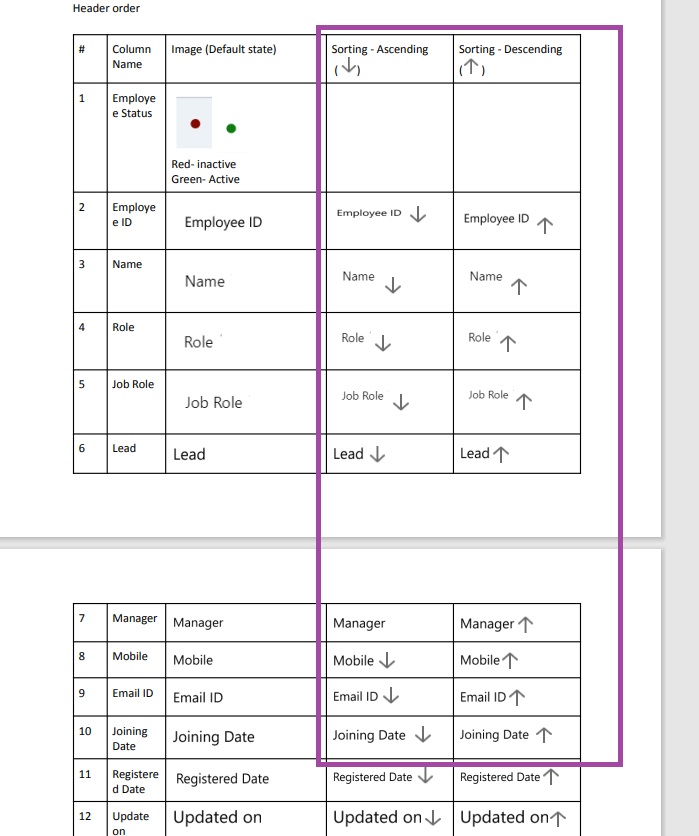 Header order
# Column Name Image (Default state) Sorting - Ascending (↓) Sorting - Descending (↑)
1 Employe
e Status
Red- inactive
Green- Active
2 Employe
e ID Employee ID Employee ID ↓ Employee ID ↑
3 Name Name Name ↓ Name ↑
4 Role Role Role ↓ Role ↑
5 Job Role Job Role Job Role ↓ Job Role ↑
6 Lead Lead Lead ↓ Lead ↑
7 Manager Manager Manager Manager ↑
8 Mobile Mobile Mobile ↓ Mobile ↑
9 Email ID Email ID Email ID ↓ Email ID ↑
10 Joining
Date Joining Date Joining Date ↓ Joining Date ↑
11 Registere
d Date Registered Date Registered Date ↓ Registered Date ↑
12 Update
on Updated on Updated on ↓ Updated on ↑